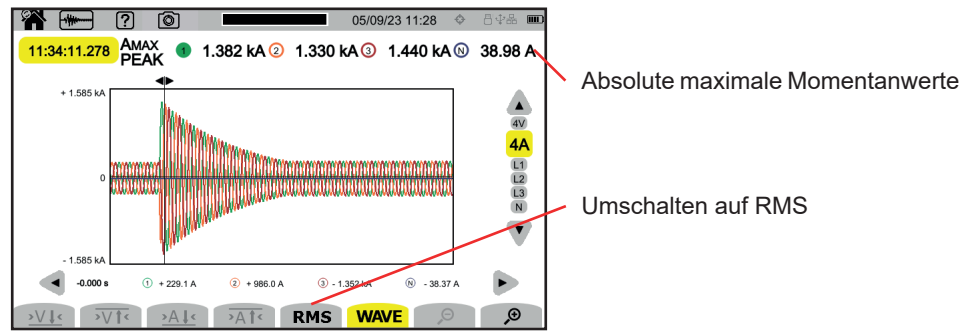 05/09/23 11:28
11:34:11.278 AMAX PEAK 1 1.382 kA 2 1.330 kA 3 1.440 kA N 38.98 A
Absolute maximale Momentanwerte
+ 1.585 kA
4V
4A
L1
0
L2
L3
N
Umschalten auf RMS
- 1.585 kA
-0.000 s 1 + 229.1 A 2 + 986.0 A 3 - 1.352 kA N - 38.37 A
>V↓< >V↑< >A↓< >A↑< RMS WAVE